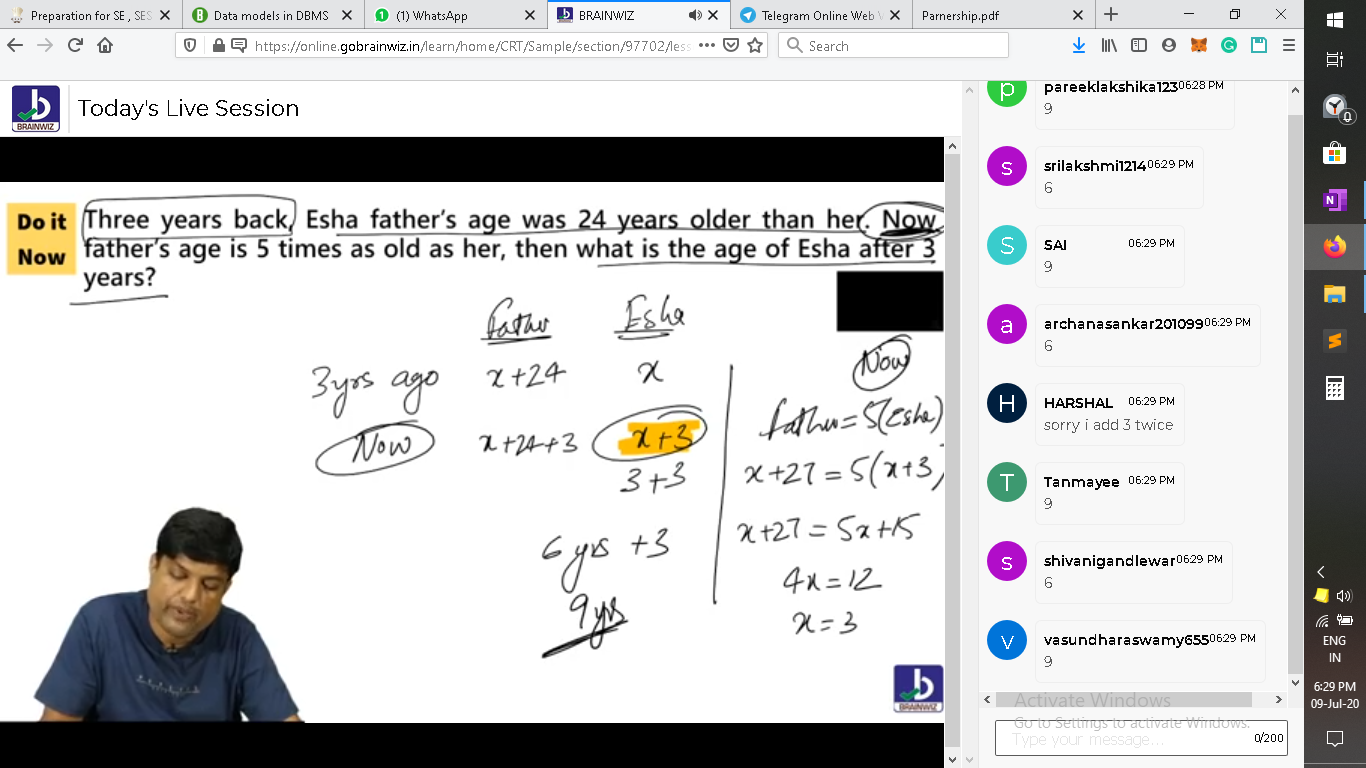 Preparation for SE , SES
Data models in DBMS
(1) WhatsApp
BRAINWIZ
Telegram Online Web
Parnership.pdf
https://online.gobrainwiz.in/learn/home/CRT/Sample/section/97702/les
Search
BRAINWIZ
Today's Live Session
Do it
Now
Three years back, Esha father's age was 24 years older than her. Now
father's age is 5 times as old as her, then what is the age of Esha after 3
years?
Father Esha
3 yrs ago x+24 x
Now x+24+3 x+3
3+3
6 yrs +3
9 yrs
Now
father = 5(Esha)
x+27 = 5(x+3
x+27 = 5x+15
4x = 12
x = 3
BRAINWIZ
pareeklakshika123 06:28 PM
9
srilakshmi1214 06:29 PM
6
SAI 06:29 PM
9
archanasankar201099 06:29 PM
6
HARSHAL 06:29 PM
sorry i add 3 twice
Tanmayee 06:29 PM
9
shivanigandlewar 06:29 PM
6
vasundharaswamy655 06:29 PM
9
Activate Windows
Go to Settings to activate Windows.
Type your message...
0/200
p
s
S
a
H
T
s
v
ENG
IN
6:29 PM
09-Jul-20